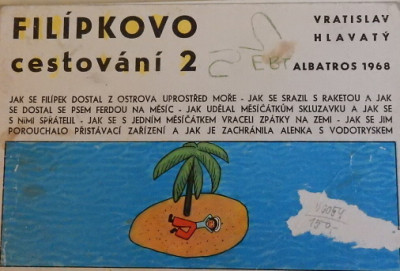 FILÍPKOVO
cestování 2
VRATISLAV
HLAVATÝ
ALBATROS 1968
JAK SE FILÍPEK DOSTAL Z OSTROVA UPROSTŘED MOŘE - JAK SE SRAZIL S RAKETOU A JAK
SE DOSTAL SE PSEM FERDOU NA MĚSÍC - JAK UDĚLAL MĚSÍČÁTKŮM SKLUZAVKU A JAK SE
S NIMI SPŘÁTELIL - JAK SE S JEDNÍM MĚSÍČÁTKEM VRACELI ZPÁTKY NA ZEMI - JAK SE JIM
POROUCHALO PŘISTÁVACÍ ZAŘÍZENÍ A JAK JE ZACHRÁNILA ALENKA S VODOTRYSKEM